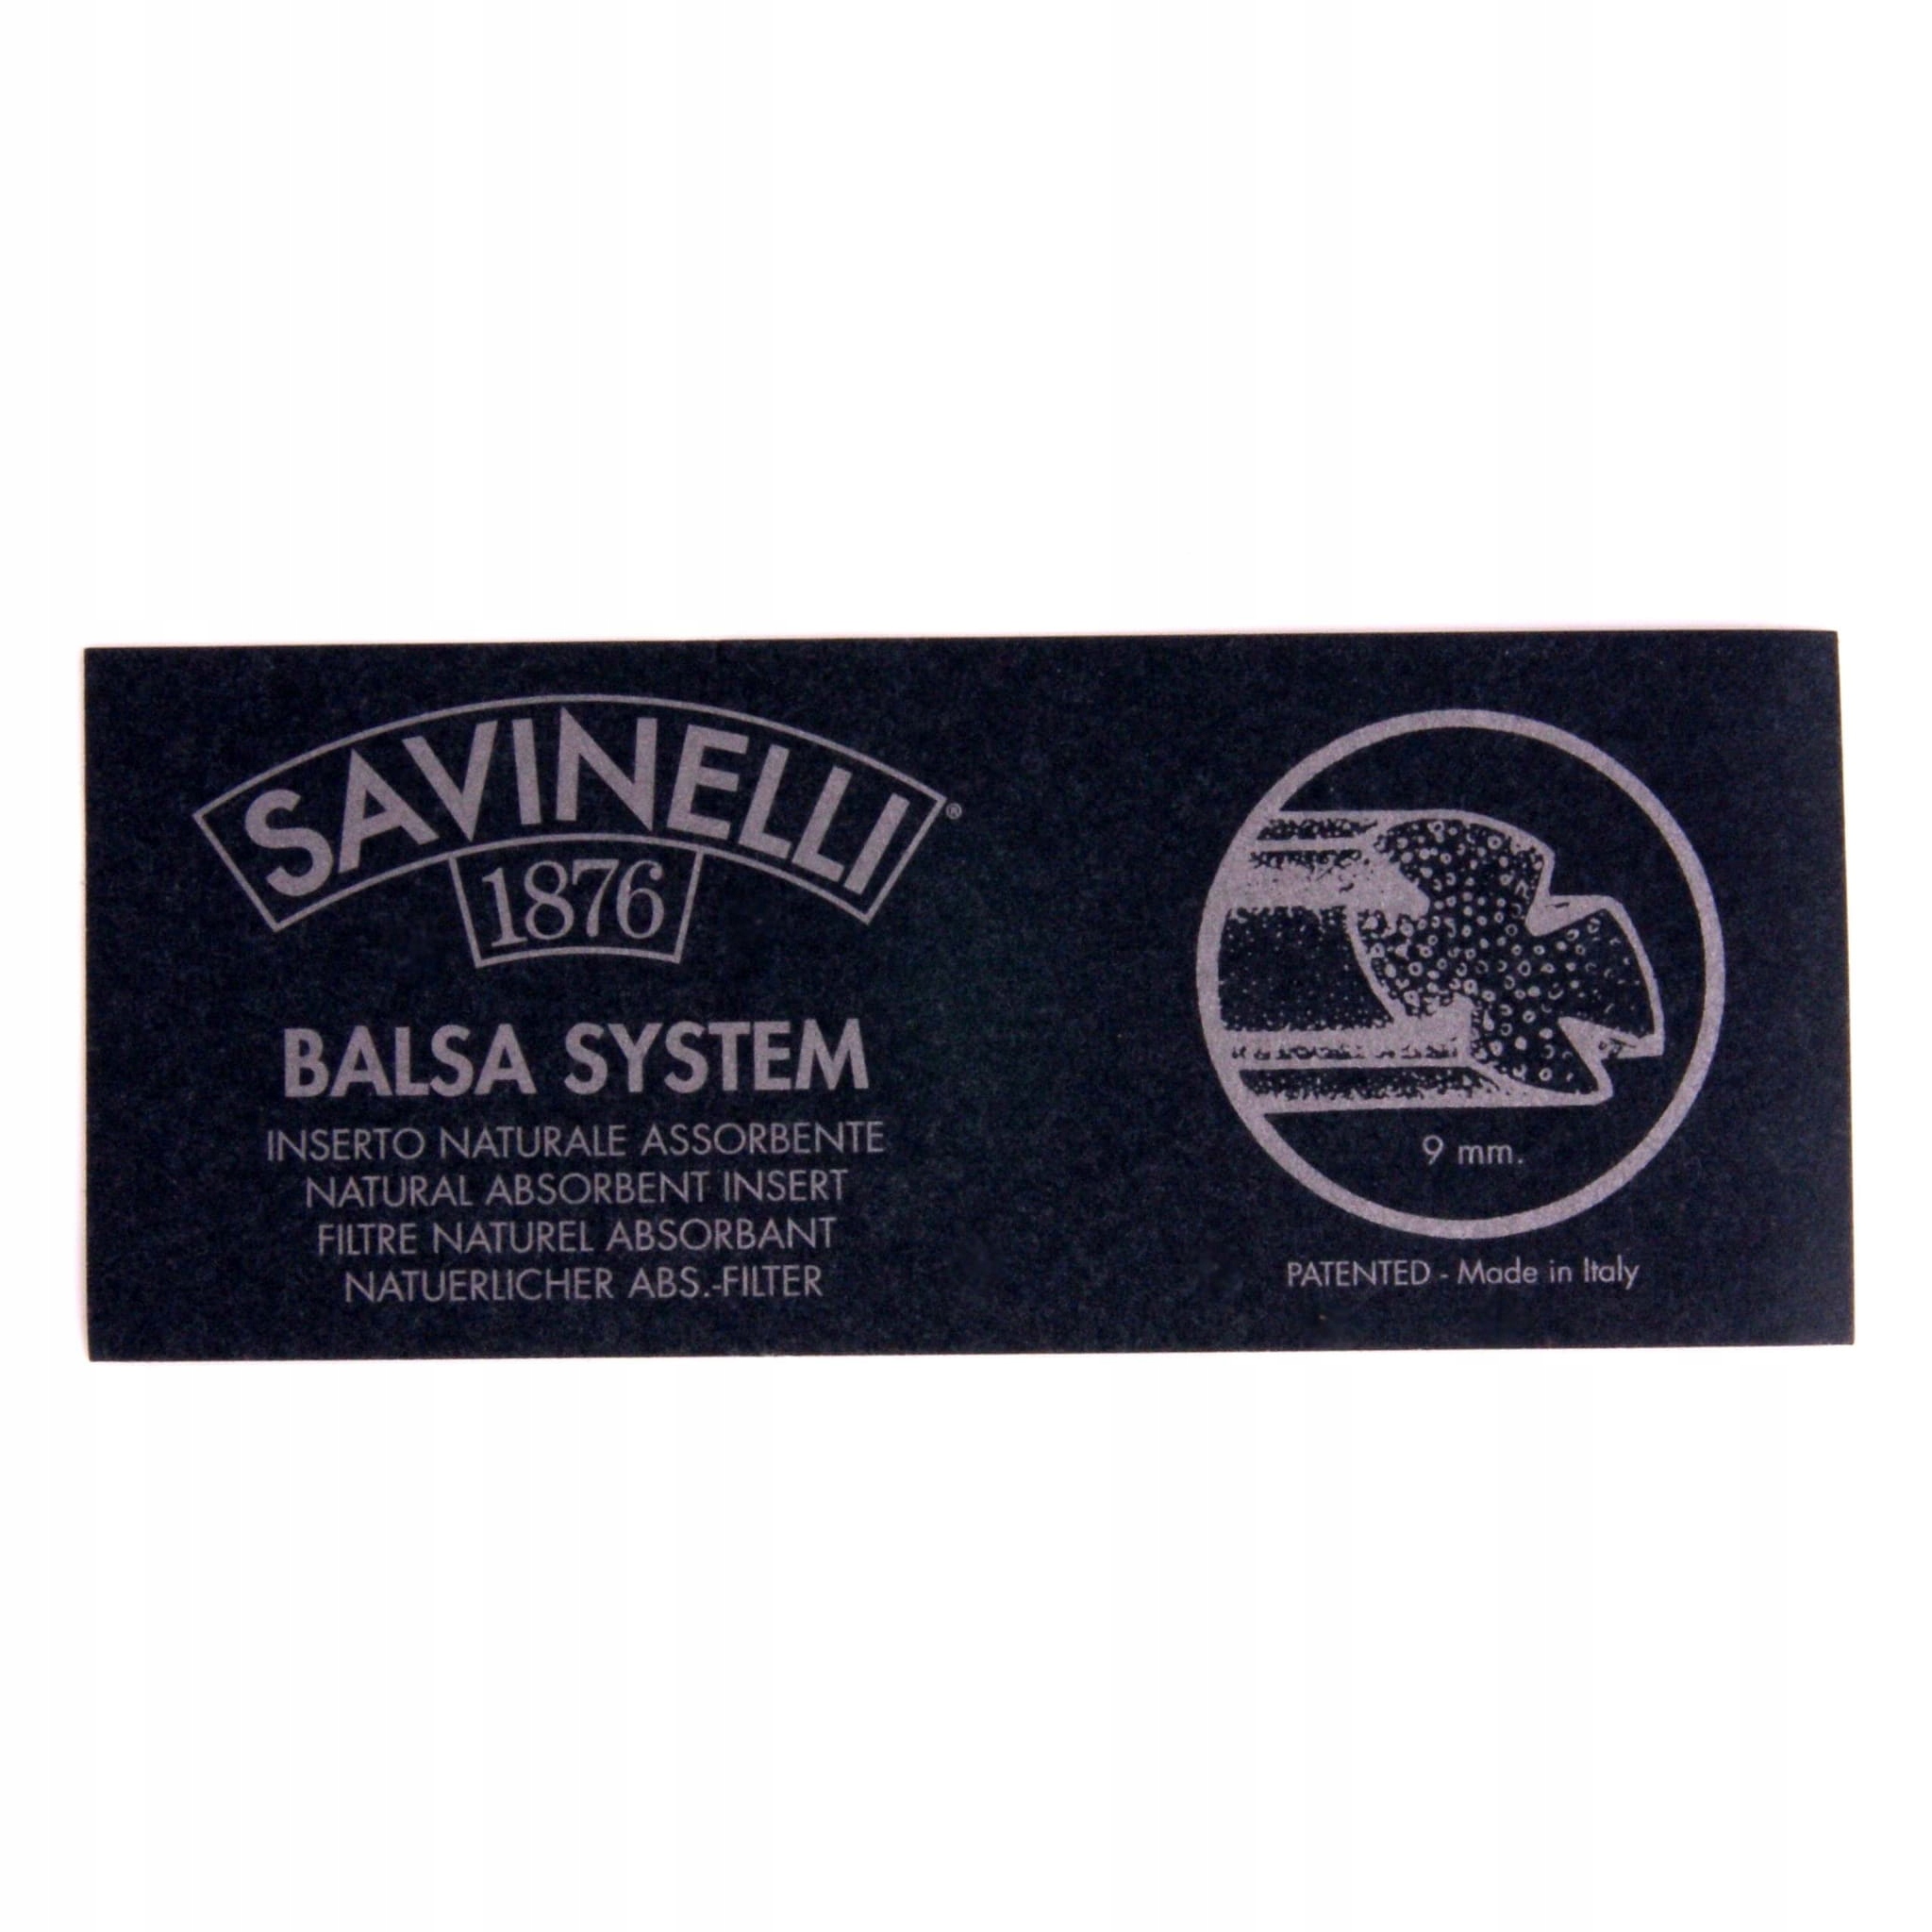 SAVINELLI®
1876
BALSA SYSTEM
INSERTO NATURALE ASSORBENTE
NATURAL ABSORBENT INSERT
FILTRE NATUREL ABSORBANT
NATUERLICHER ABS.-FILTER
9 mm.
PATENTED - Made in Italy